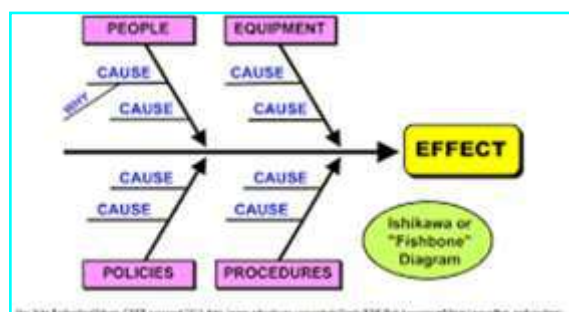 PEOPLE
EQUIPMENT
CAUSE
CAUSE
WHY
CAUSE
CAUSE
EFFECT
CAUSE
CAUSE
CAUSE
CAUSE
Ishikawa or
"Fishbone"
Diagram
POLICIES
PROCEDURES